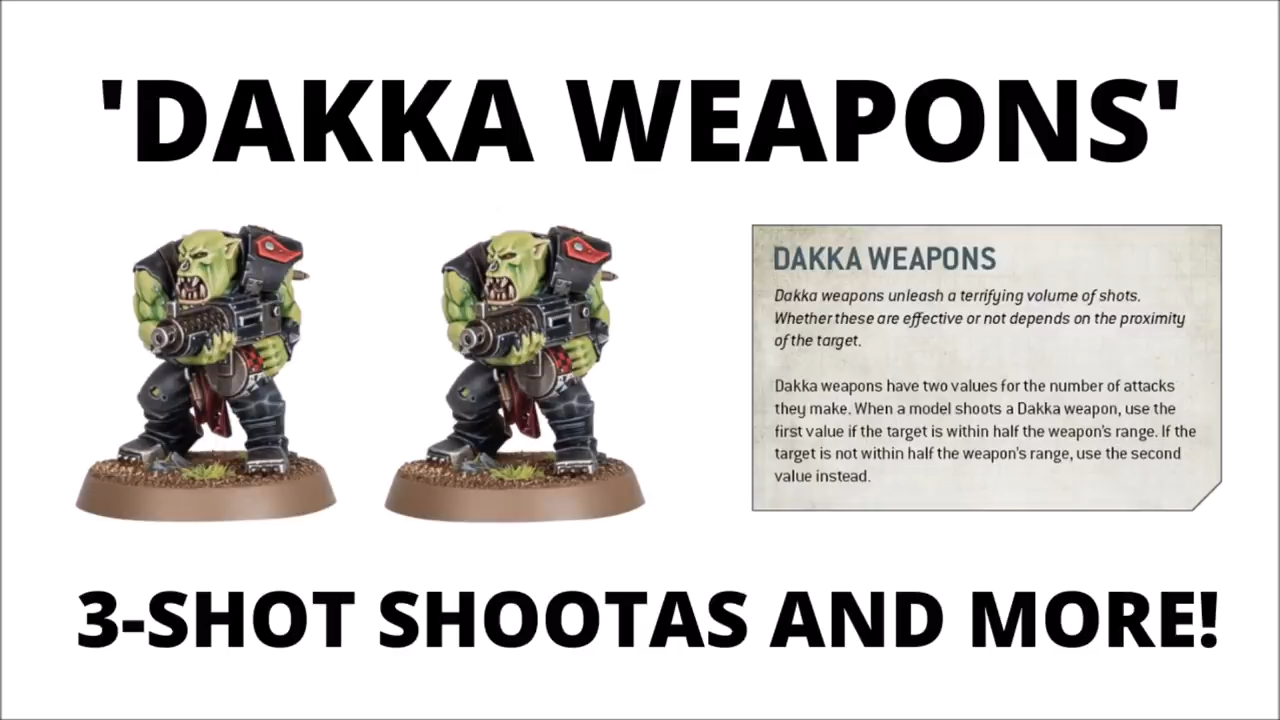 'DAKKA WEAPONS'
DAKKA WEAPONS
Dakka weapons unleash a terrifying volume of shots.
Whether these are effective or not depends on the proximity
of the target.
Dakka weapons have two values for the number of attacks
they make. When a model shoots a Dakka weapon, use the
first value if the target is within half the weapon's range. If the
target is not within half the weapon's range, use the second
value instead.
3-SHOT SHOOTAS AND MORE!